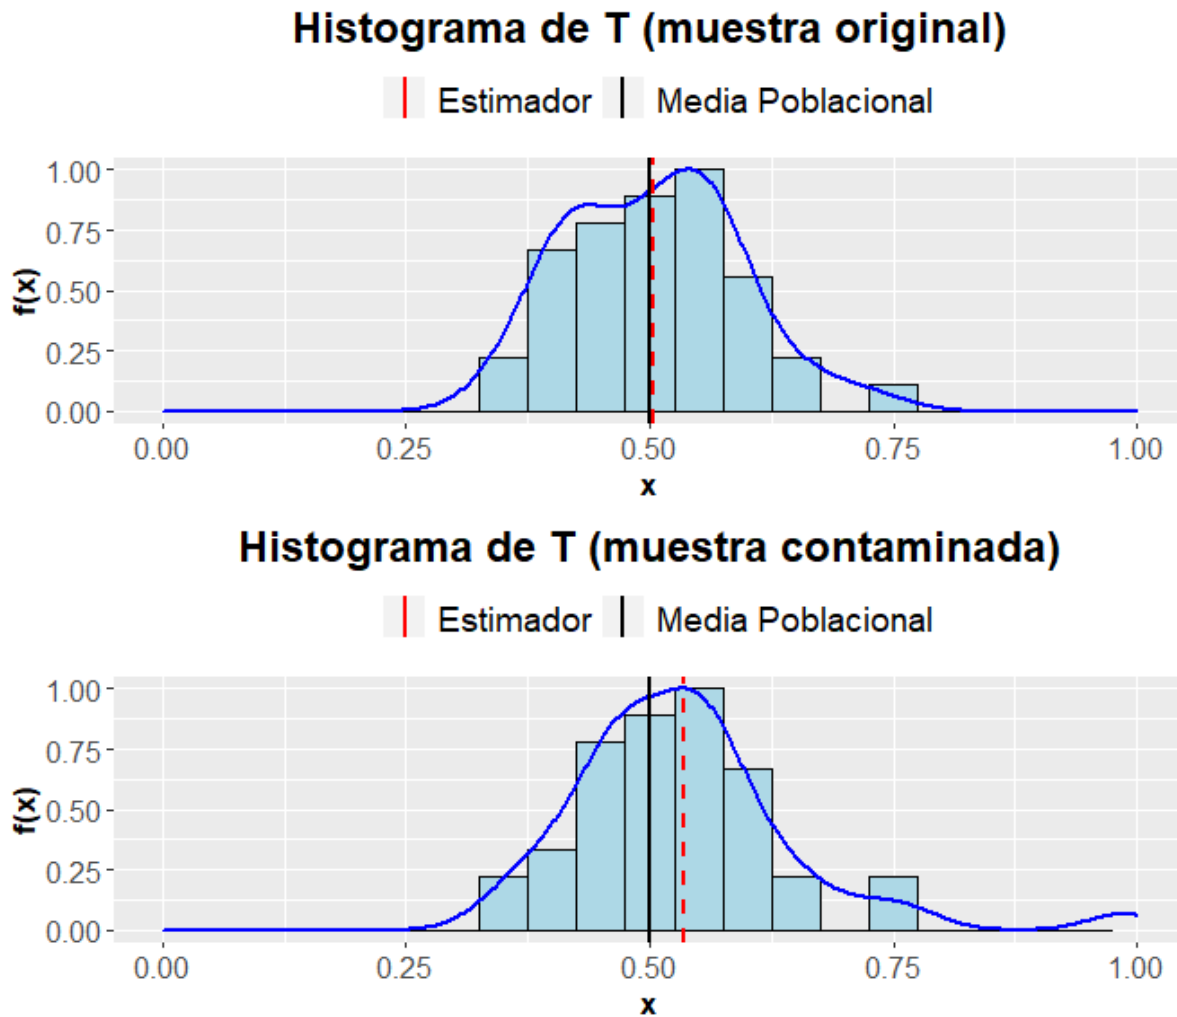 Histograma de T (muestra original)
Estimador Media Poblacional
1.00
0.75
0.50
0.25
0.00
f(x)
0.00 0.25 0.50 0.75 1.00
x
Histograma de T (muestra contaminada)
Estimador Media Poblacional
1.00
0.75
0.50
0.25
0.00
f(x)
0.00 0.25 0.50 0.75 1.00
x